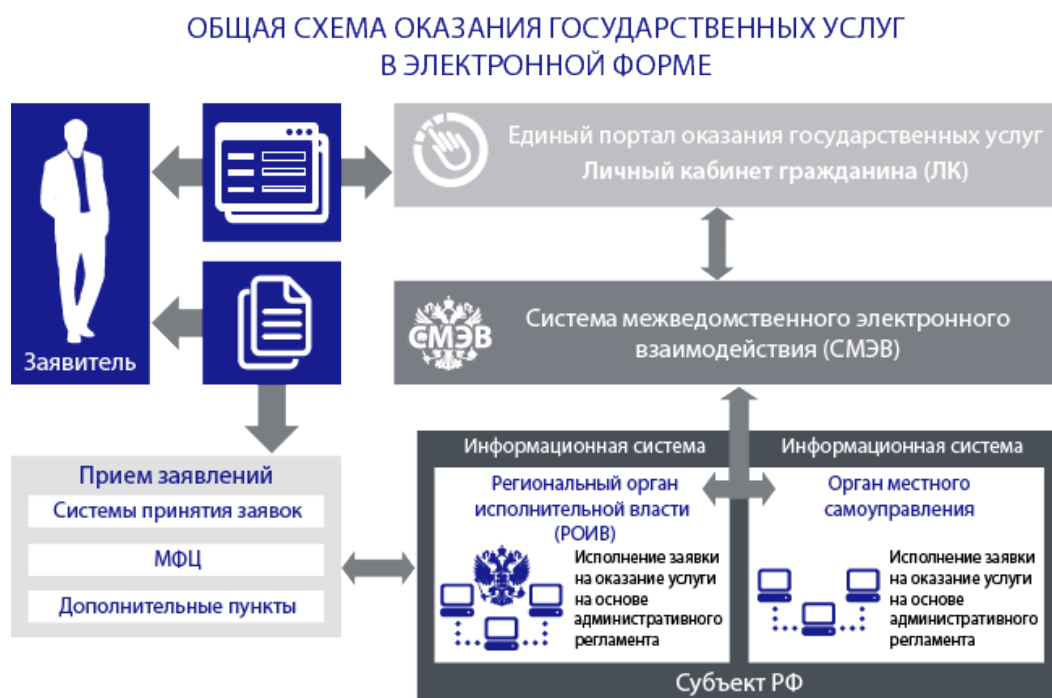 ОБЩАЯ СХЕМА ОКАЗАНИЯ ГОСУДАРСТВЕННЫХ УСЛУГ
В ЭЛЕКТРОННОЙ ФОРМЕ
Заявитель
Единый портал оказания государственных услуг
Личный кабинет гражданина (ЛК)
СМЭВ
Система межведомственного электронного
взаимодействия (СМЭВ)
Прием заявлений
Системы принятия заявок
МФЦ
Дополнительные пункты
Информационная система
Региональный орган
исполнительной власти
(РОИВ)
Исполнение заявки
на оказание услуги
на основе
административного
регламента
Информационная система
Орган местного
самоуправления
Исполнение заявки
на оказание услуги
на основе
административного
регламента
Субъект РФ